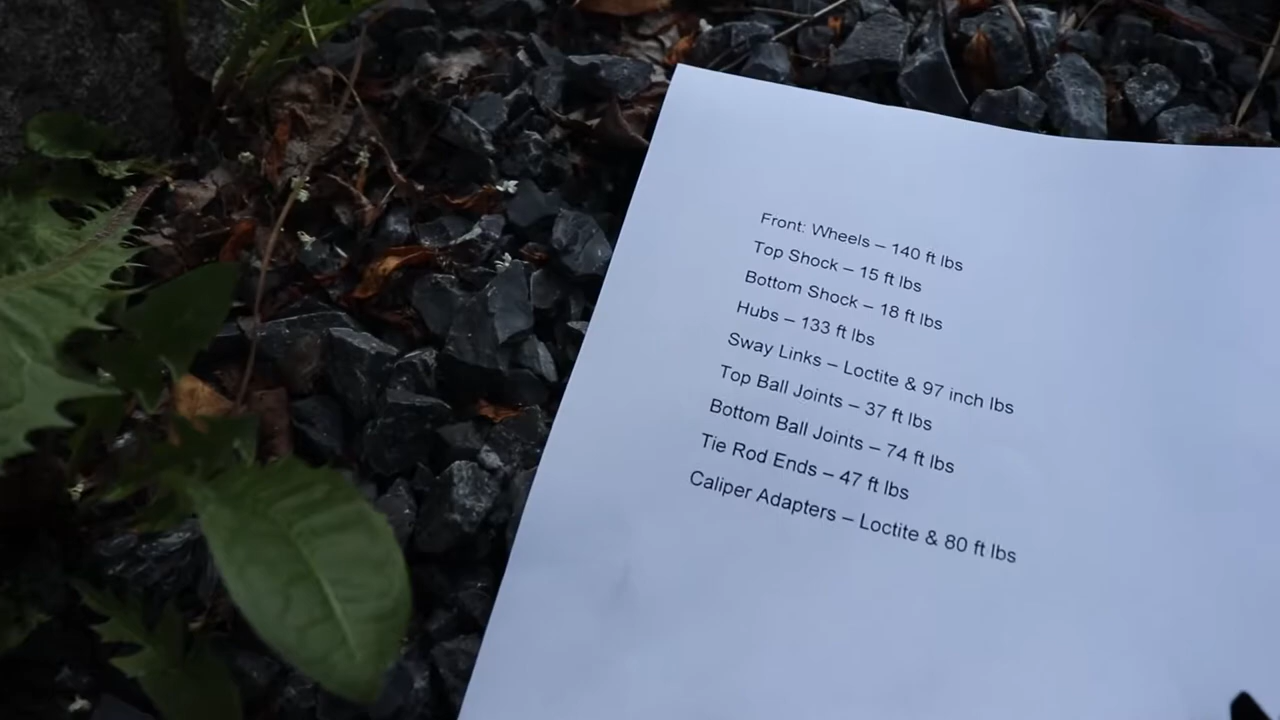 Front: Wheels – 140 ft lbs
Top Shock – 15 ft lbs
Bottom Shock – 18 ft lbs
Hubs – 133 ft lbs
Sway Links – Loctite & 97 inch lbs
Top Ball Joints – 37 ft lbs
Bottom Ball Joints – 74 ft lbs
Tie Rod Ends – 47 ft lbs
Caliper Adapters – Loctite & 80 ft lbs